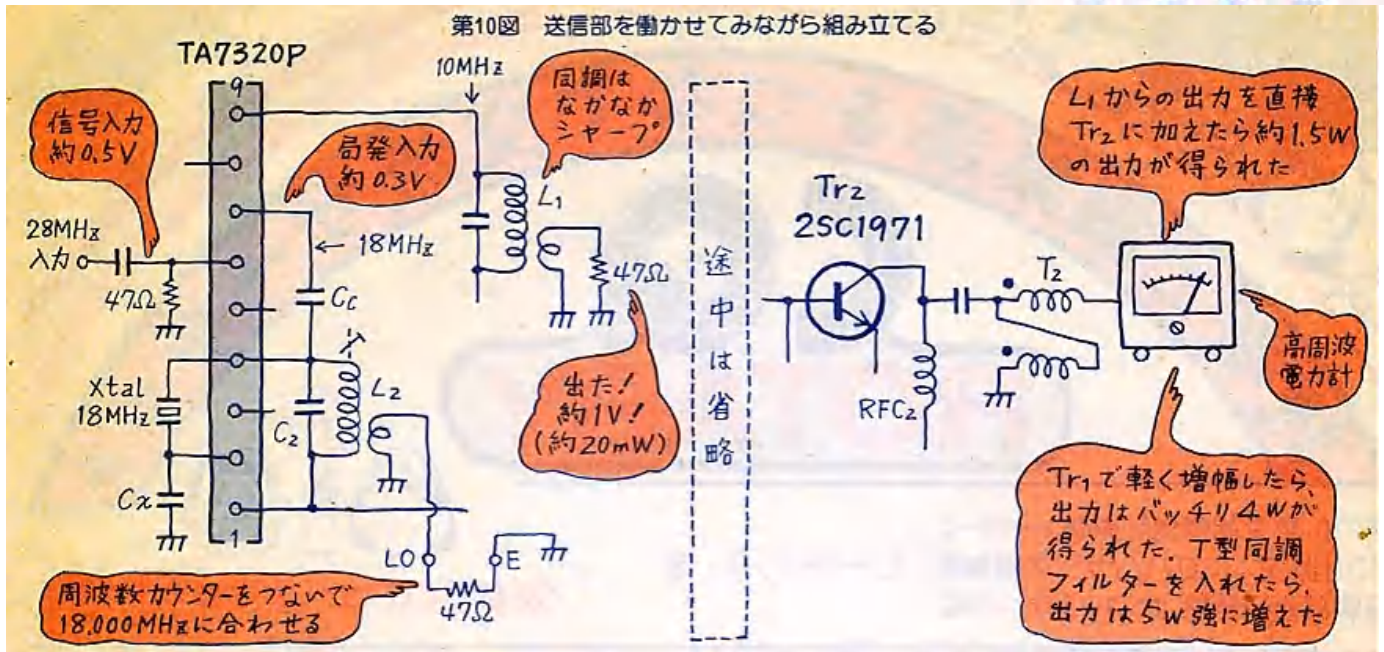 第10図 送信部を働かせてみながら組み立てる
TA7320P
9
1
信号入力
約0.5V
28MHz
入力
47Ω
局発入力
約0.3V
18MHz
Cc
Xtal
18MHz
Cx
C2
L2
LO
E
47Ω
周波数カウンターをつないで
18.000MHzに合わせる
10MHz
同調は
なかなか
シャープ
L1
47Ω
出た!
約1V!
(約20mW)
途中は省略
Tr2
2SC1971
RFC2
T2
L1からの出力を直接
Tr2に加えたら約1.5W
の出力が得られた
高周波
電力計
Tr1で軽く増幅したら、
出力はバッチリ4Wが
得られた. T型同調
フィルターを入れたら、
出力は5W強に増えた